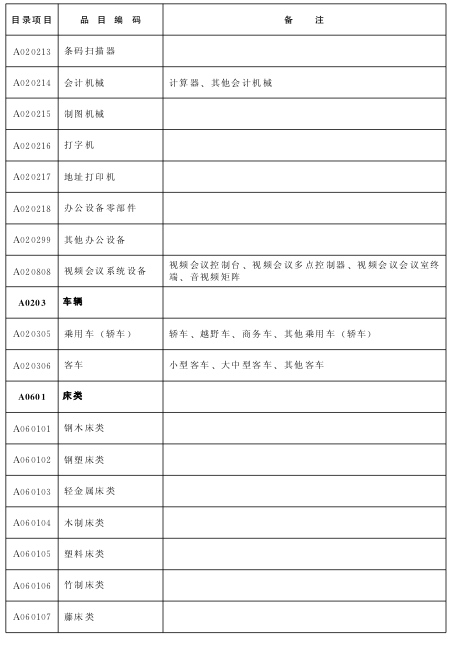 目录项目 品目编码 备注
A020213 条码扫描器
A020214 会计机械 计算器、其他会计机械
A020215 制图机械
A020216 打字机
A020217 地址打印机
A020218 办公设备零部件
A020299 其他办公设备
A020808 视频会议系统设备 视频会议控制台、视频会议多点控制器、视频会议会议室终
端、音视频矩阵
A0203 车辆
A020305 乘用车（轿车） 轿车、越野车、商务车、其他乘用车（轿车）
A020306 客车 小型客车、大中型客车、其他客车
A0601 床类
A060101 钢木床类
A060102 钢塑床类
A060103 轻金属床类
A060104 木制床类
A060105 塑料床类
A060106 竹制床类
A060107 藤床类